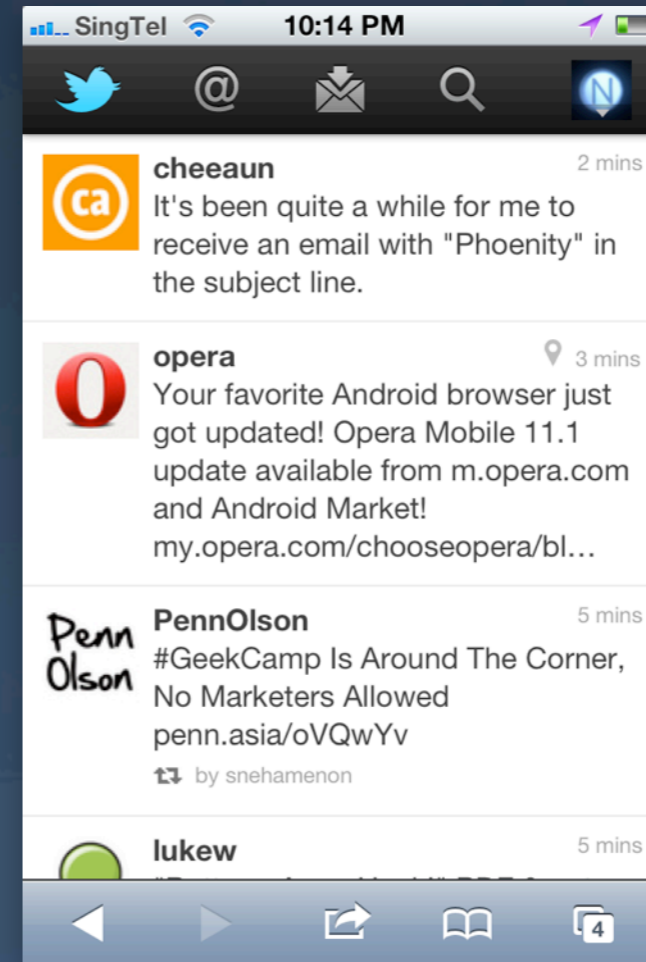 SingTel 10:14 PM
@
N
ca
cheeaun 2 mins
It's been quite a while for me to
receive an email with "Phoenity" in
the subject line.
opera 3 mins
Your favorite Android browser just
got updated! Opera Mobile 11.1
update available from m.opera.com
and Android Market!
my.opera.com/chooseopera/bl...
Penn
Olson
PennOlson 5 mins
#GeekCamp Is Around The Corner,
No Marketers Allowed
penn.asia/oVQwYv
by snehamenon
lukew 5 mins
4